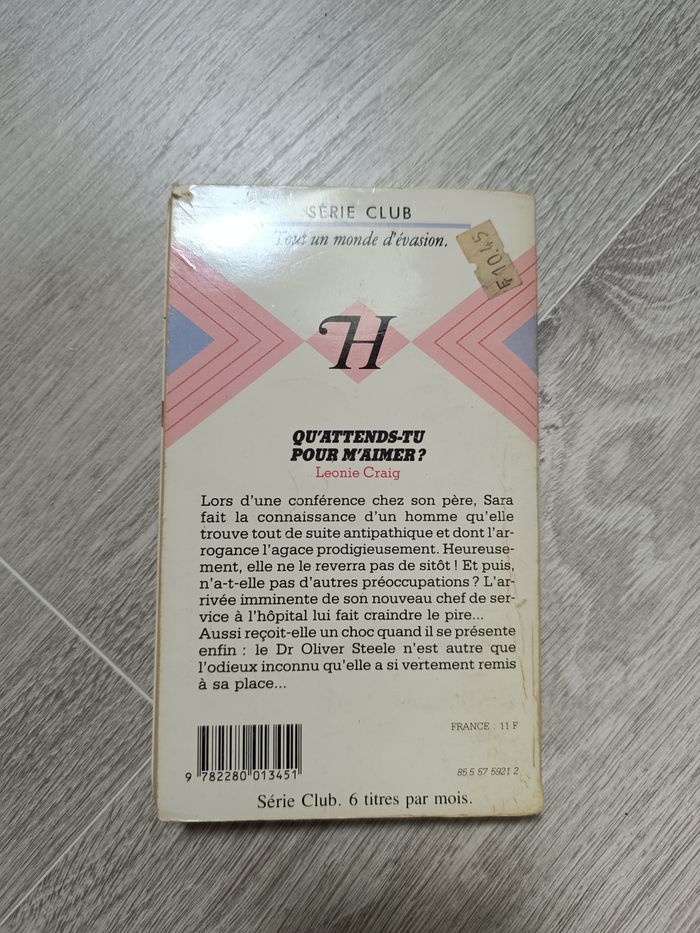 SÉRIE CLUB
Tout un monde d'évasion.
F10.45
H
QU'ATTENDS-TU
POUR M'AIMER ?
Leonie Craig
Lors d'une conférence chez son père, Sara
fait la connaissance d'un homme qu'elle
trouve tout de suite antipathique et dont l'ar-
rogance l'agace prodigieusement. Heureuse-
ment, elle ne le reverra pas de sitôt ! Et puis,
n'a-t-elle pas d'autres préoccupations ? L'ar-
rivée imminente de son nouveau chef de ser-
vice à l'hôpital lui fait craindre le pire...
Aussi reçoit-elle un choc quand il se présente
enfin : le Dr Oliver Steele n'est autre que
l'odieux inconnu qu'elle a si vertement remis
à sa place...
FRANCE : 11 F
9 782280 013451
85.5 57 5921 2
Série Club. 6 titres par mois.